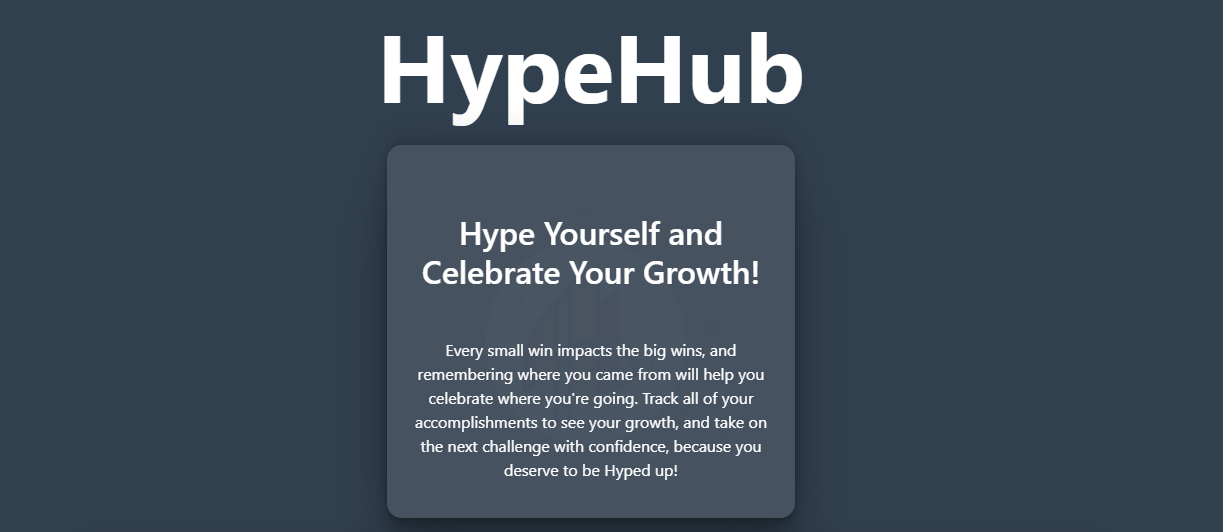 HypeHub
Hype Yourself and
Celebrate Your Growth!
Every small win impacts the big wins, and
remembering where you came from will help you
celebrate where you're going. Track all of your
accomplishments to see your growth, and take on
the next challenge with confidence, because you
deserve to be Hyped up!